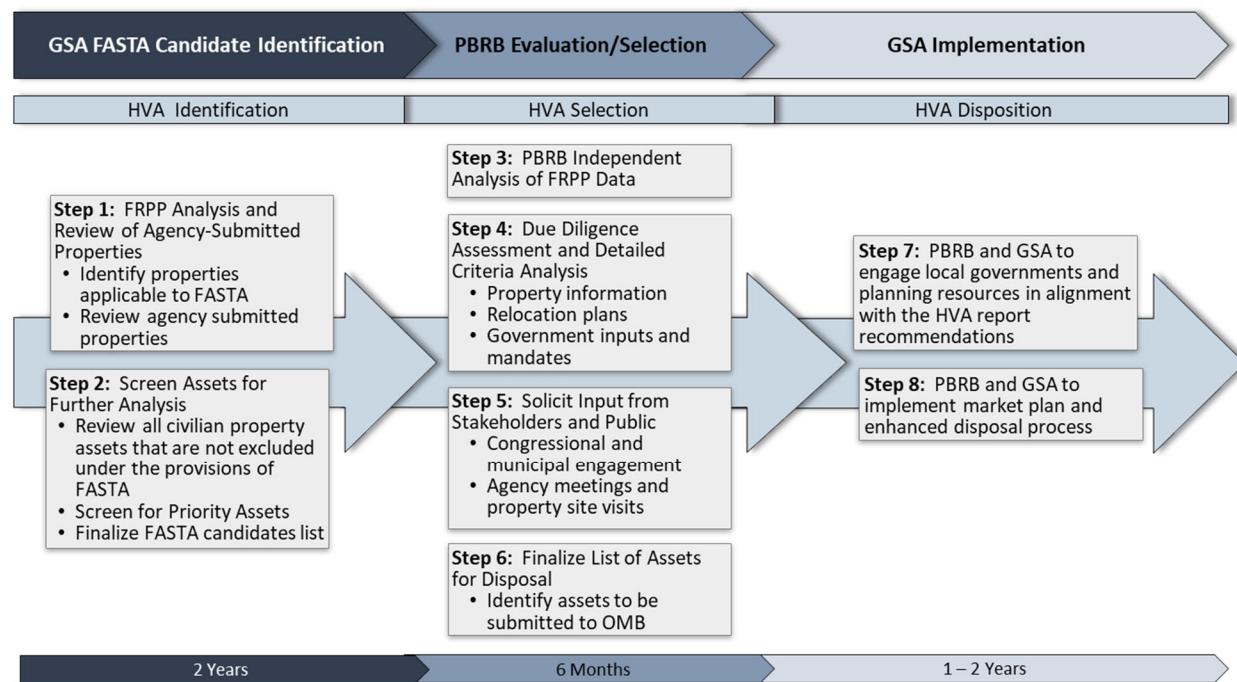 GSA FASTA Candidate Identification
PBRB Evaluation/Selection
GSA Implementation
HVA Identification
HVA Selection
HVA Disposition
Step 1: FRPP Analysis and
Review of Agency-Submitted
Properties
• Identify properties
applicable to FASTA
• Review agency submitted
properties
Step 2: Screen Assets for
Further Analysis
• Review all civilian property
assets that are not excluded
under the provisions of
FASTA
• Screen for Priority Assets
• Finalize FASTA candidates list
Step 3: PBRB Independent
Analysis of FRPP Data
Step 4: Due Diligence
Assessment and Detailed
Criteria Analysis
• Property information
• Relocation plans
• Government inputs and
mandates
Step 5: Solicit Input from
Stakeholders and Public
• Congressional and
municipal engagement
• Agency meetings and
property site visits
Step 6: Finalize List of Assets
for Disposal
• Identify assets to be
submitted to OMB
Step 7: PBRB and GSA to
engage local governments and
planning resources in alignment
with the HVA report
recommendations
Step 8: PBRB and GSA to
implement market plan and
enhanced disposal process
2 Years
6 Months
1 – 2 Years